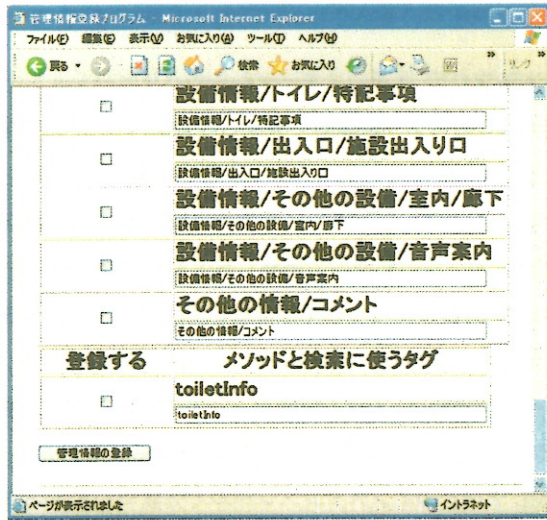 管理情報登録プログラム - Microsoft Internet Explorer
ファイル(F) 編集(E) 表示(V) お気に入り(A) ツール(T) ヘルプ(H)
戻る 検索 お気に入り リンク
設備情報/トイレ/特記事項
設備情報/トイレ/特記事項
設備情報/出入口/施設出入り口
設備情報/出入口/施設出入り口
設備情報/その他の設備/室内/廊下
設備情報/その他の設備/室内/廊下
設備情報/その他の設備/音声案内
設備情報/その他の設備/音声案内
その他の情報/コメント
その他の情報/コメント
登録する メソッドと検索に使うタグ
toiletInfo
toiletInfo
管理情報の登録
ページが表示されました イントラネット